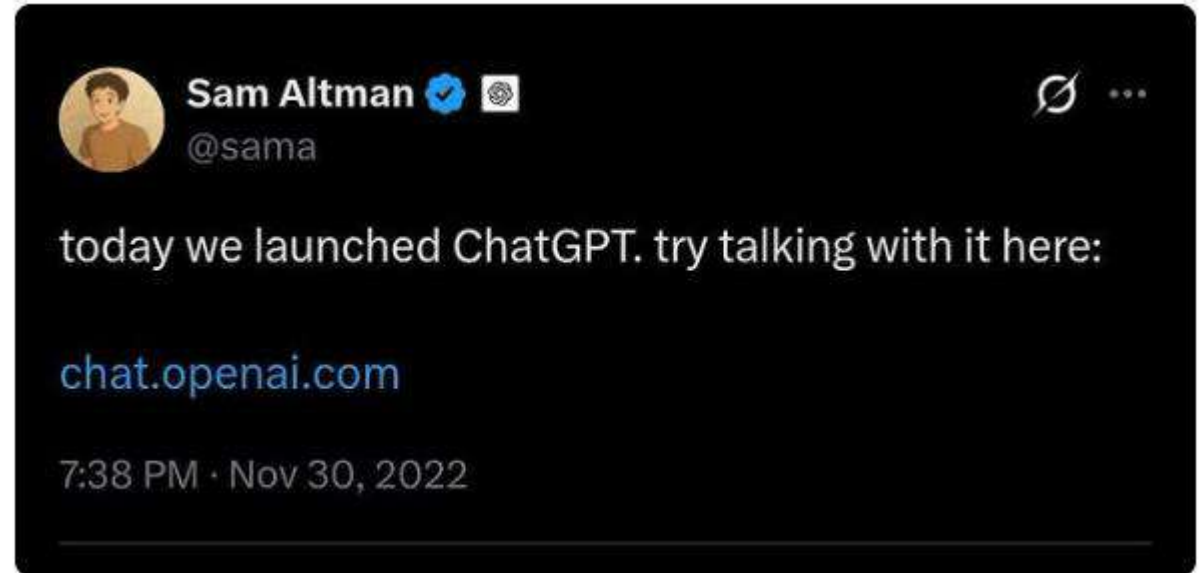 Sam Altman
@sama
today we launched ChatGPT. try talking with it here:
chat.openai.com
7:38 PM · Nov 30, 2022